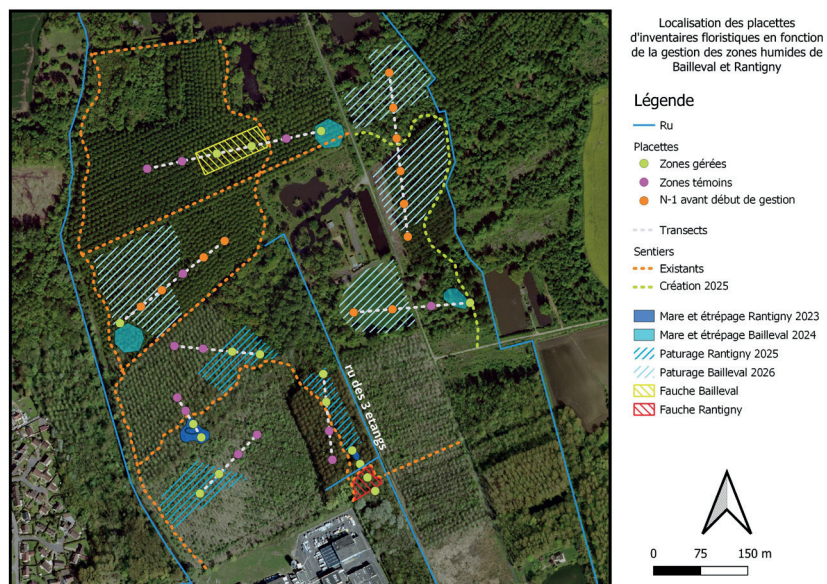 Localisation des placettes
d'inventaires floristiques en fonction
de la gestion des zones humides de
Bailleval et Rantigny
Légende
Ru
Placettes
Zones gérées
Zones témoins
N-1 avant début de gestion
Transects
Sentiers
Existants
Création 2025
Mare et étrépage Rantigny 2023
Mare et étrépage Bailleval 2024
Paturage Rantigny 2025
Paturage Bailleval 2026
Fauche Bailleval
Fauche Rantigny
0 75 150 m
ru des 3 etangs